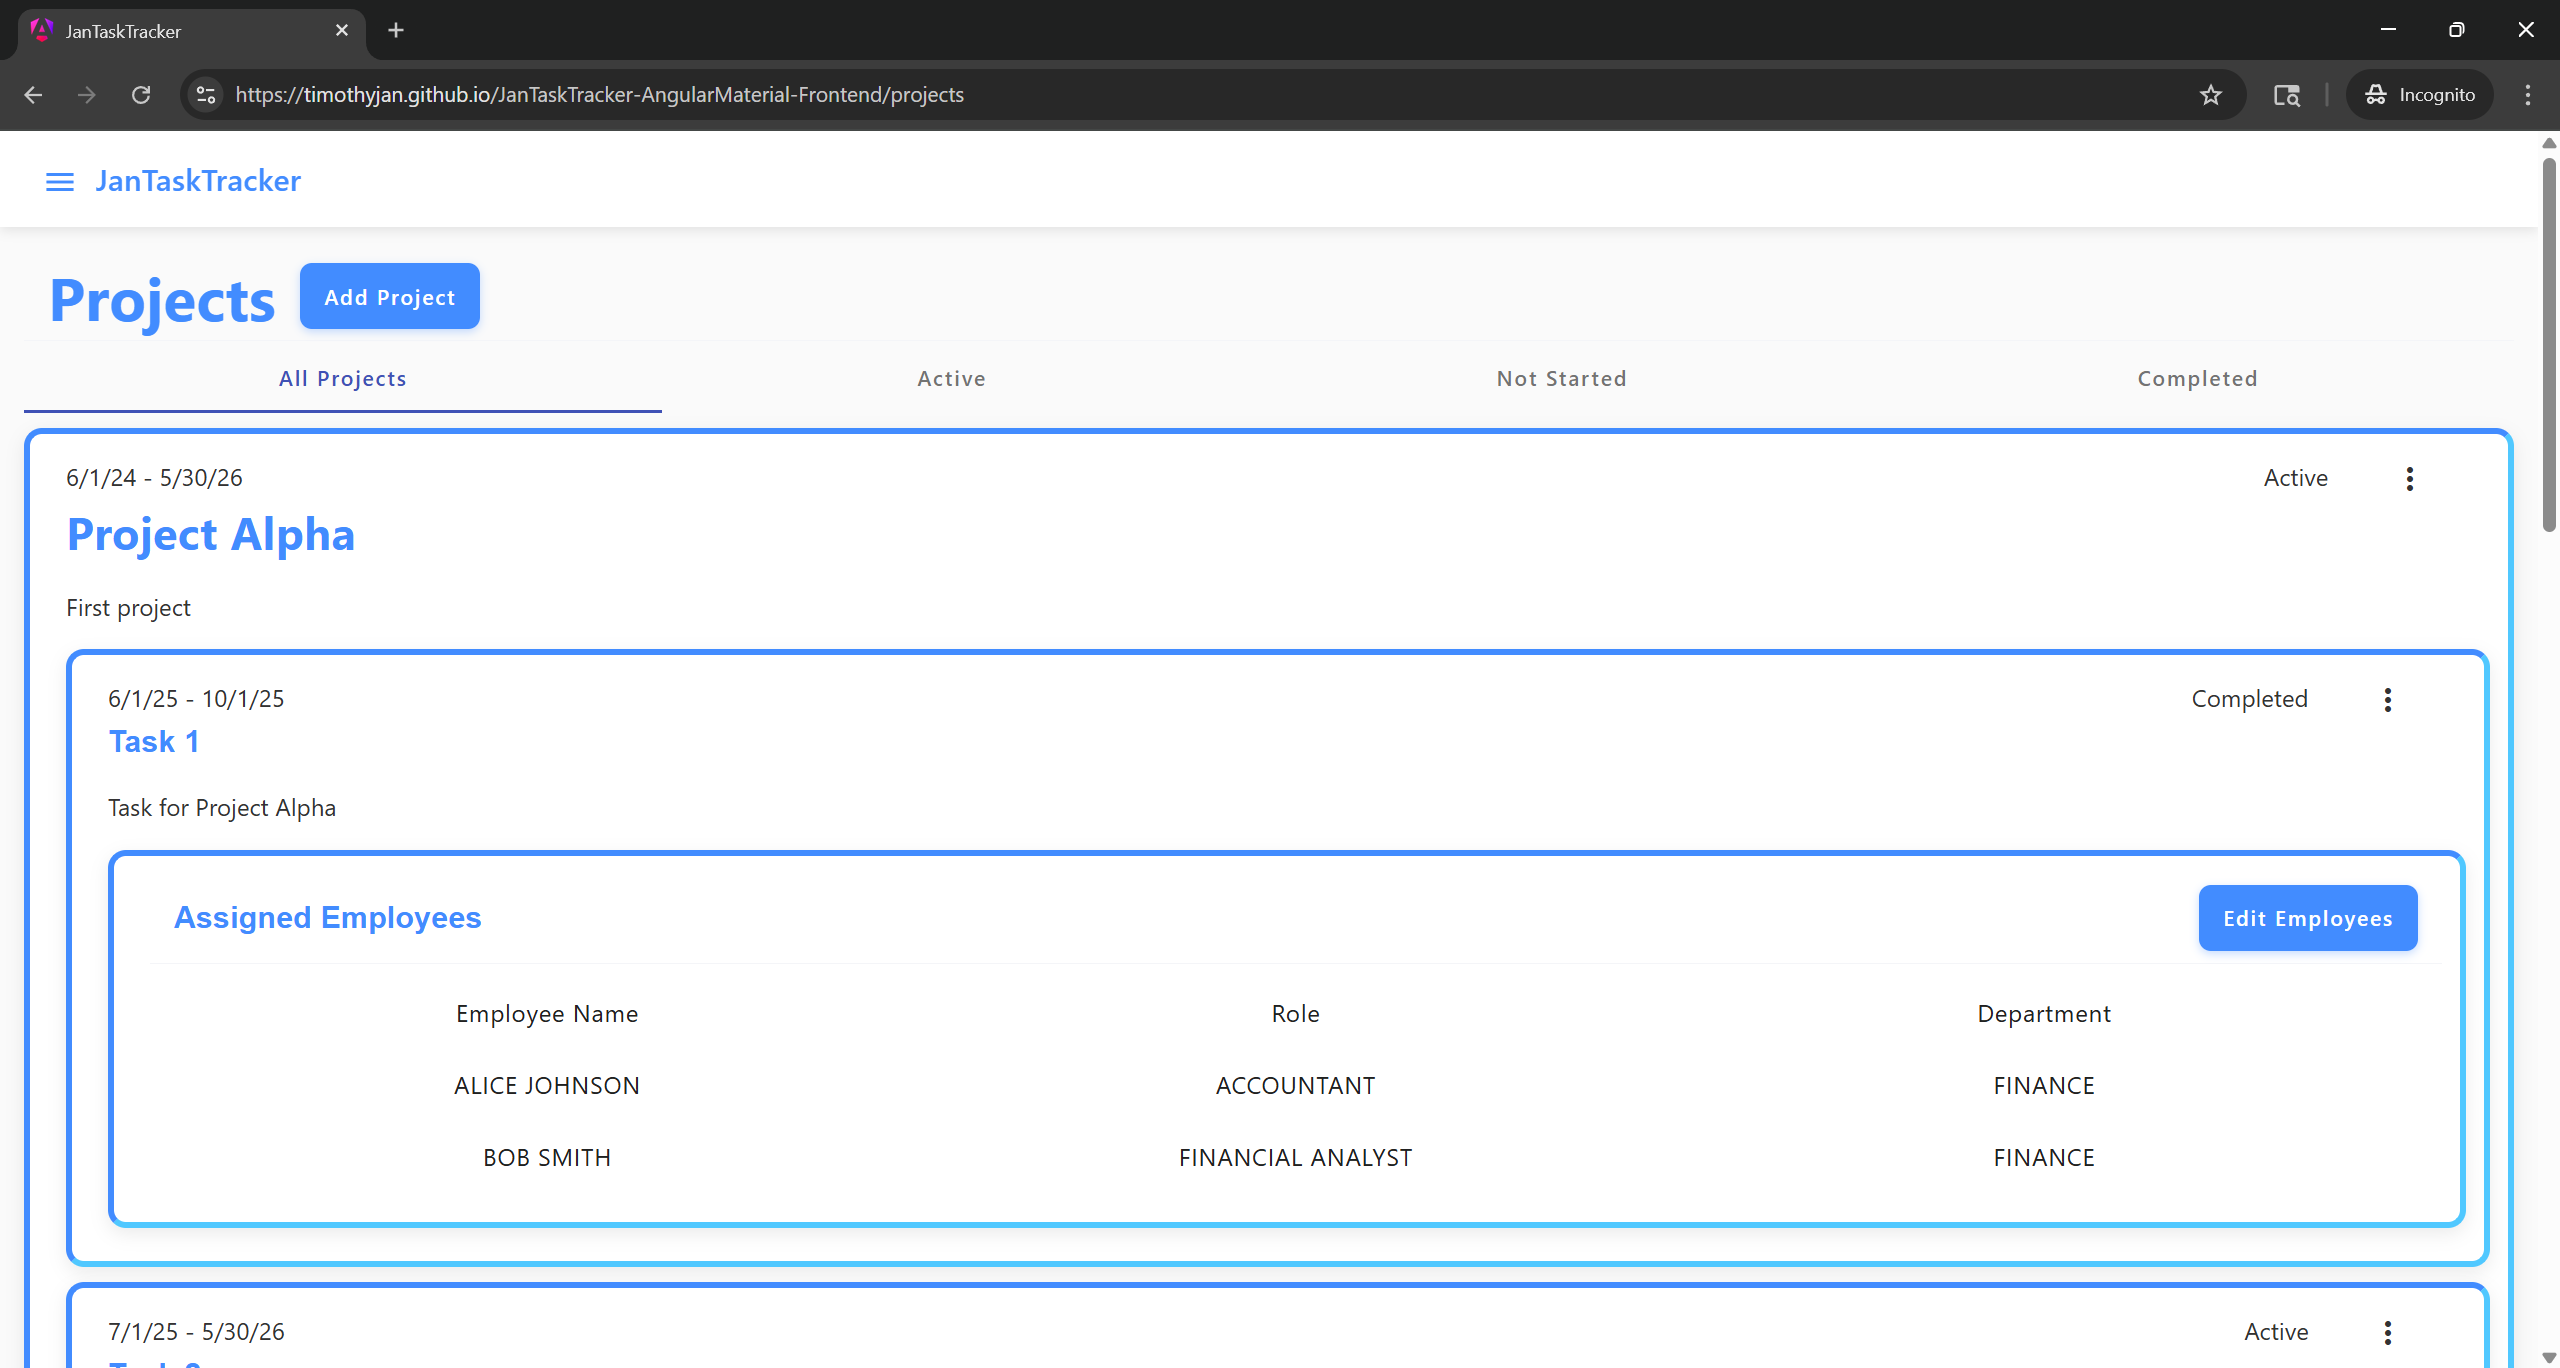 JanTaskTracker
https://timothyjan.github.io/JanTaskTracker-AngularMaterial-Frontend/projects
Incognito
JanTaskTracker
Projects
Add Project
All Projects
Active
Not Started
Completed
6/1/24 - 5/30/26
Active
Project Alpha
First project
6/1/25 - 10/1/25
Completed
Task 1
Task for Project Alpha
Assigned Employees
Edit Employees
Employee Name
Role
Department
ALICE JOHNSON
ACCOUNTANT
FINANCE
BOB SMITH
FINANCIAL ANALYST
FINANCE
7/1/25 - 5/30/26
Active